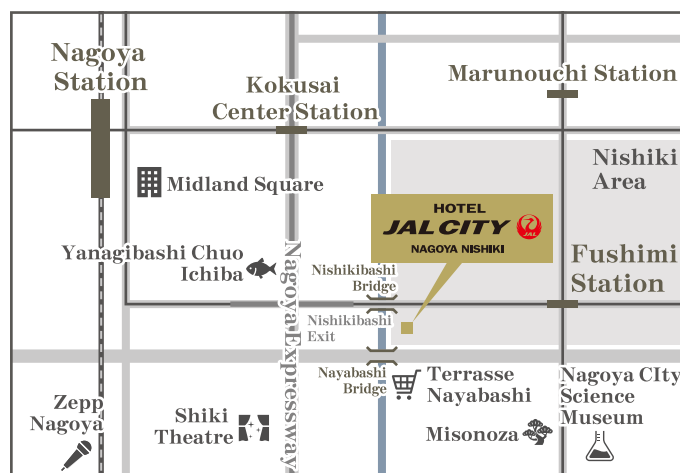 Nagoya
Station
Kokusai
Center Station
Marunouchi Station
Nishiki
Area
Midland Square
HOTEL
JAL CITY
JAL
NAGOYA NISHIKI
Yanagibashi Chuo
Ichiba
Nagoya Expressway
Nishikibashi
Bridge
Fushimi
Station
Nishikibashi
Exit
Nayabashi
Bridge
Terrasse
Nayabashi
Nagoya CIty
Science
Museum
Zepp
Nagoya
Shiki
Theatre
Misonoza